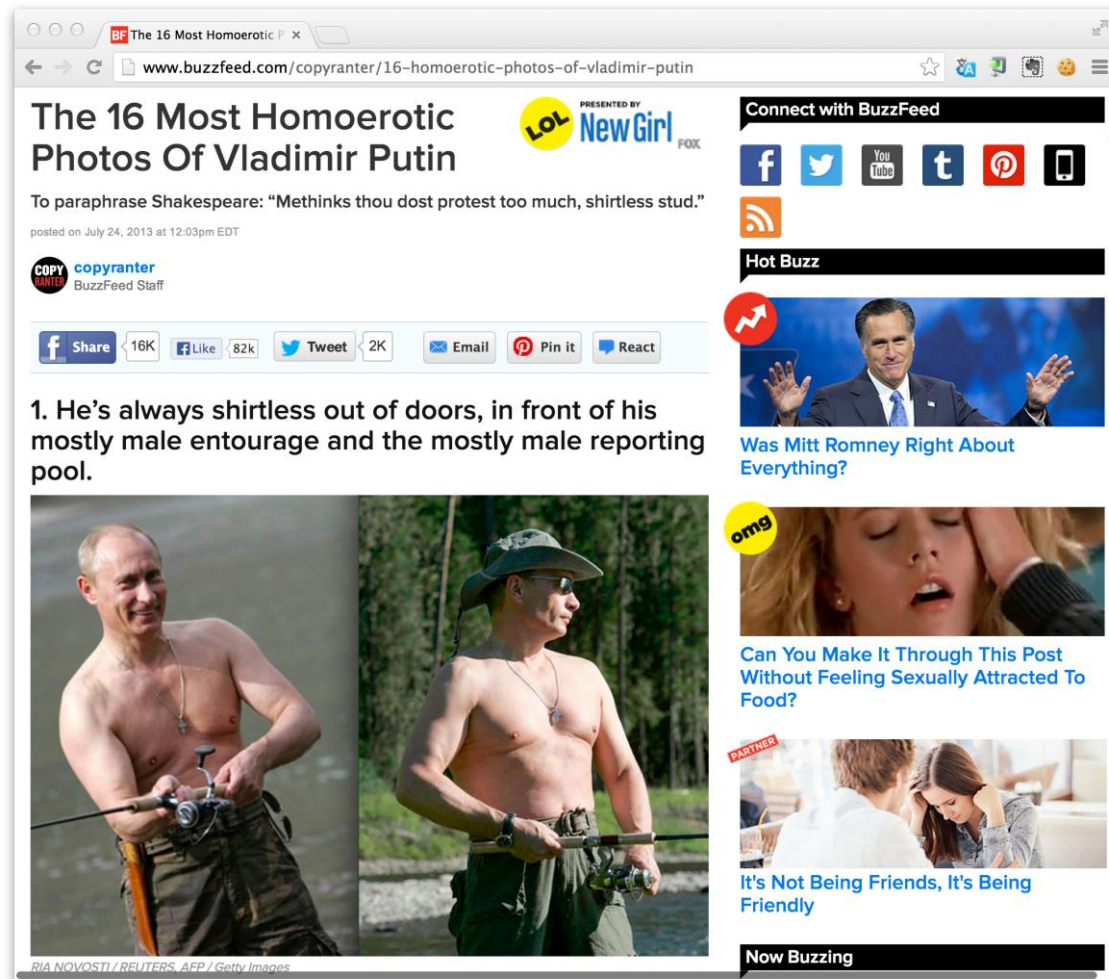 BF The 16 Most Homoerotic P
www.buzzfeed.com/copyranter/16-homoerotic-photos-of-vladimir-putin
The 16 Most Homoerotic
Photos Of Vladimir Putin
LOL
PRESENTED BY
New Girl
FOX
To paraphrase Shakespeare: “Methinks thou dost protest too much, shirtless stud.”
posted on July 24, 2013 at 12:03pm EDT
COPY
RANTER
copyranter
BuzzFeed Staff
f Share 16K f Like 82k Tweet 2K Email Pin it React
1. He’s always shirtless out of doors, in front of his
mostly male entourage and the mostly male reporting
pool.
RIA NOVOSTI / REUTERS, AFP / Getty Images
Connect with BuzzFeed
f You Tube t
Hot Buzz
Was Mitt Romney Right About
Everything?
omg
Can You Make It Through This Post
Without Feeling Sexually Attracted To
Food?
PARTNER
It's Not Being Friends, It's Being
Friendly
Now Buzzing